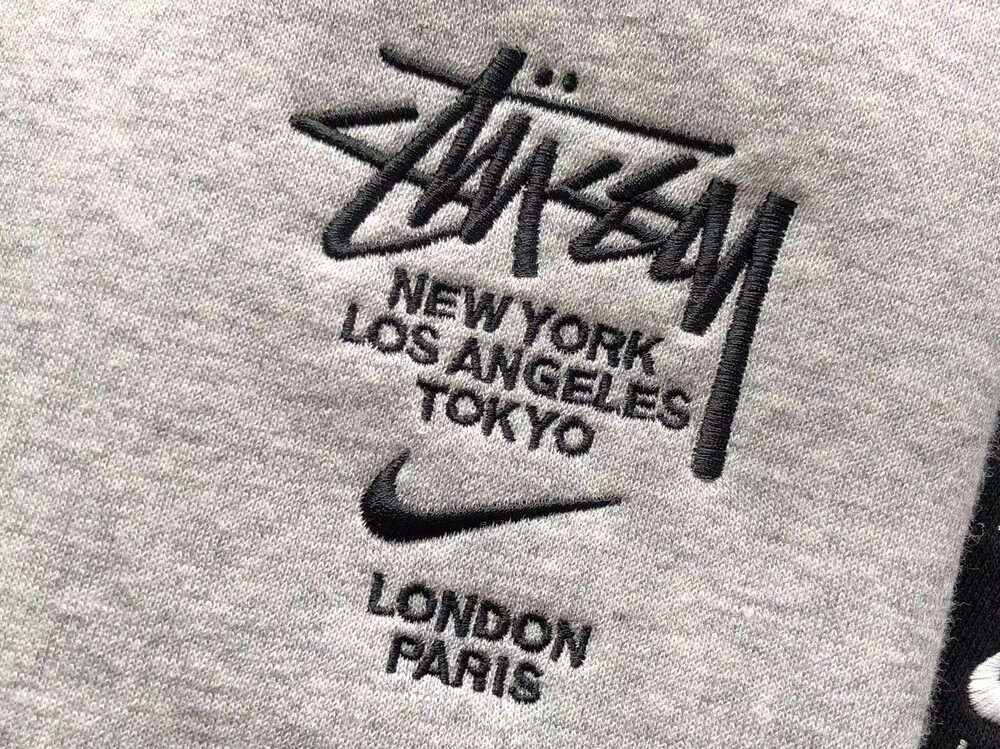 Stüssy
NEW YORK
LOS ANGELES
TOKYO
LONDON
PARIS